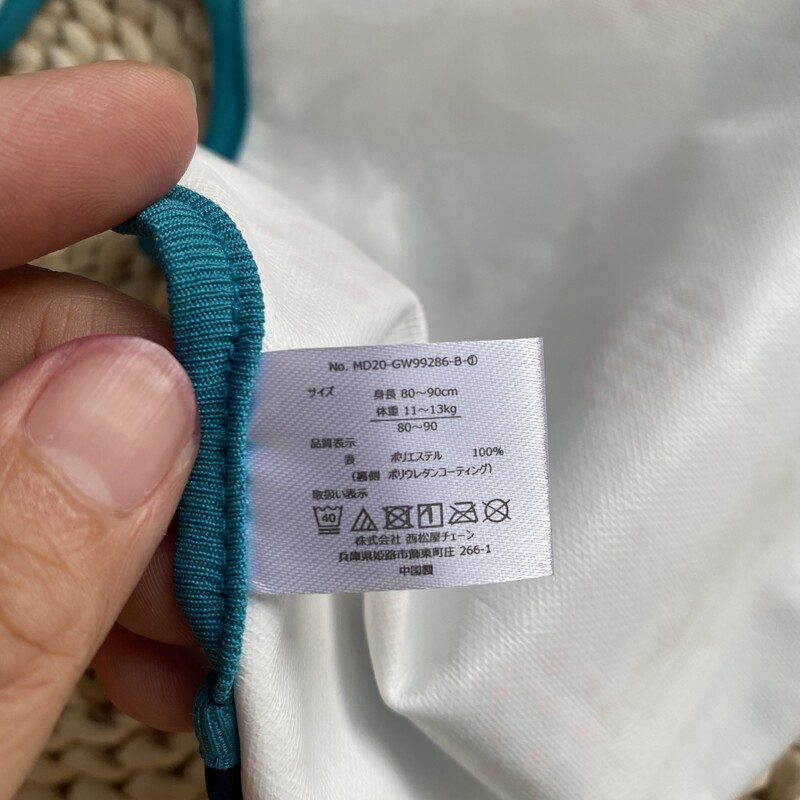 No. MD20-GW99286-B-①
サイズ 身長 80～90cm
体重 11～13kg
80～90
品質表示
表 ポリエステル 100%
(裏側 ポリウレタンコーティング)
取扱い表示
40
株式会社 西松屋チェーン
兵庫県姫路市飾東町庄 266-1
中国製